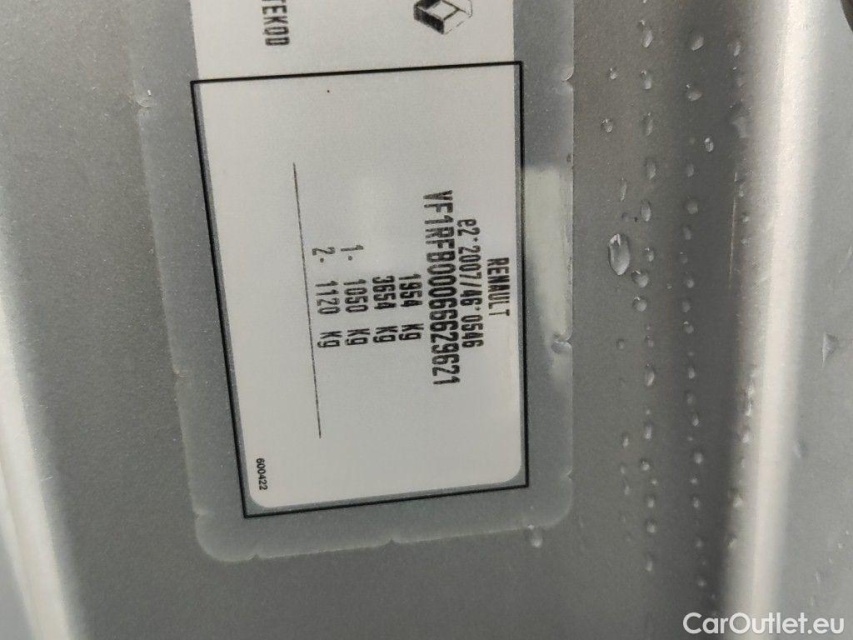 TEKOD
RENAULT
e2*2007/46*0546
VF1RFB00066629621
1954 Kg
3654 Kg
1- 1050 Kg
2- 1120 Kg
600422
CarOutlet.eu